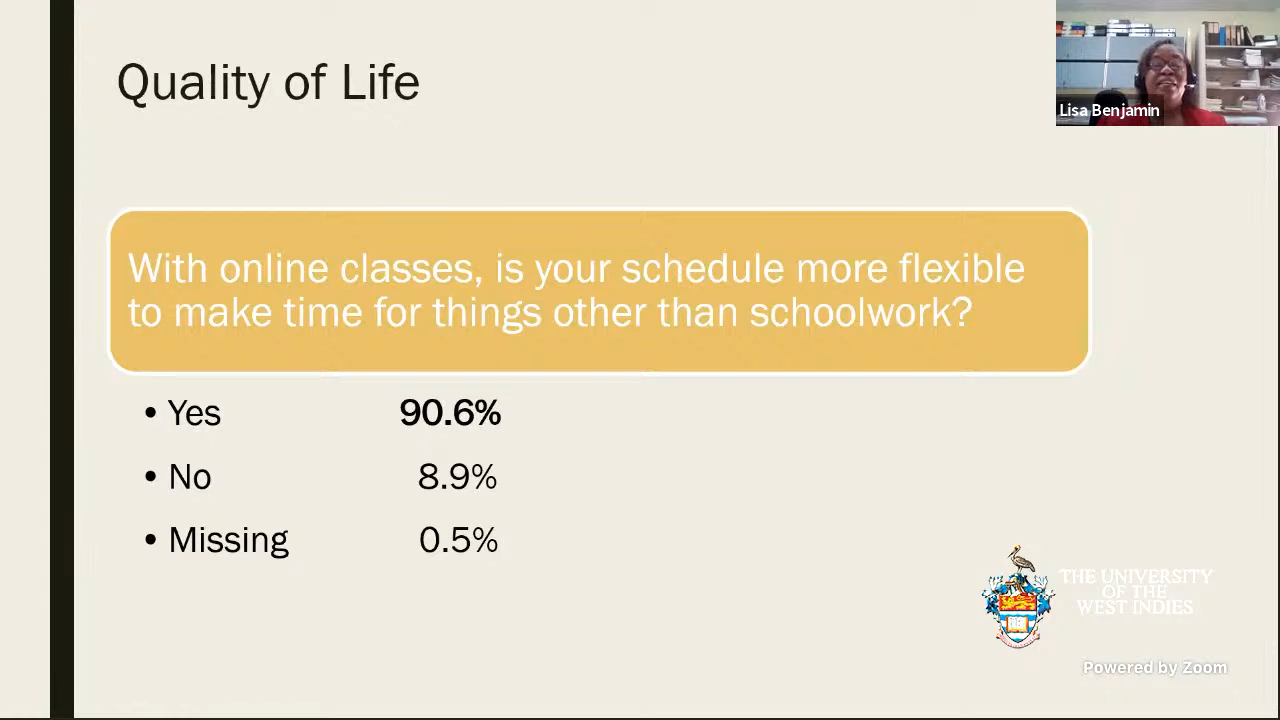 Quality of Life
Lisa Benjamin
With online classes, is your schedule more flexible
to make time for things other than schoolwork?
• Yes 90.6%
• No 8.9%
• Missing 0.5%
THE UNIVERSITY
OF THE
WEST INDIES
Powered by Zoom